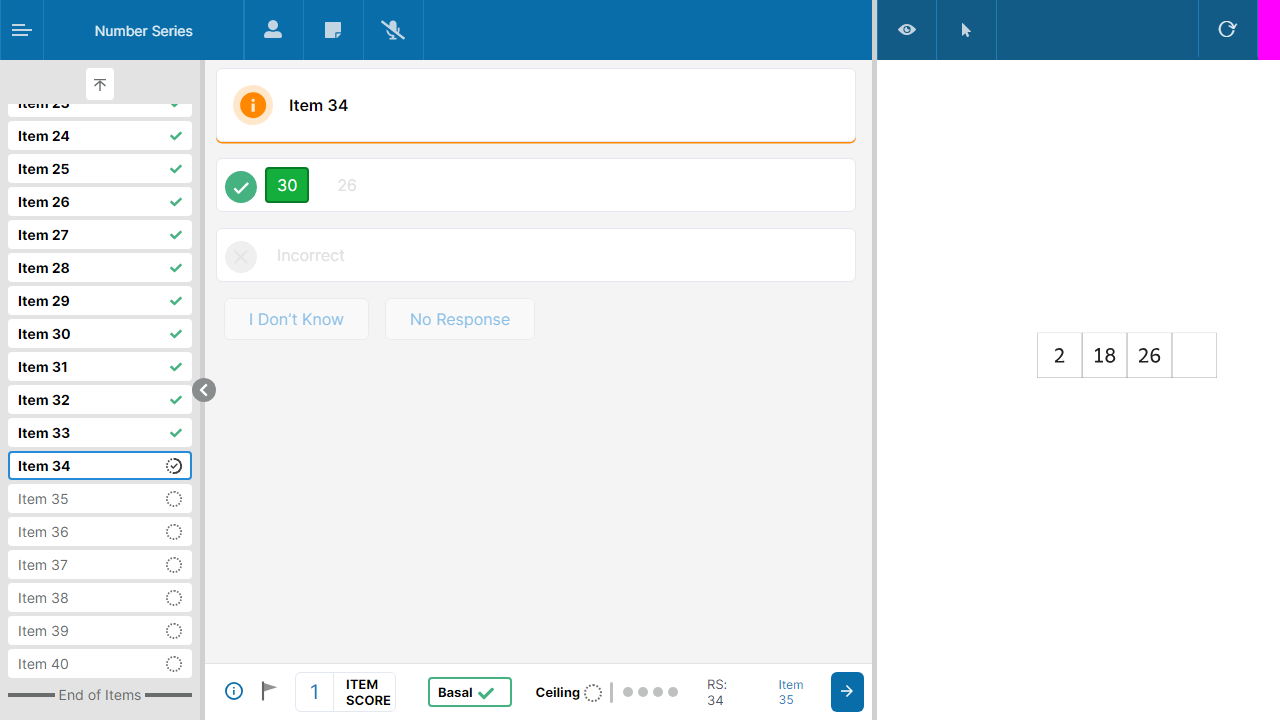 Number Series
Item 23
Item 24
Item 25
Item 26
Item 27
Item 28
Item 29
Item 30
Item 31
Item 32
Item 33
Item 34
Item 35
Item 36
Item 37
Item 38
Item 39
Item 40
End of Items
Item 34
30 26
Incorrect
I Don't Know No Response
1 ITEM SCORE
Basal
Ceiling
RS: 34
Item 35
2 18 26